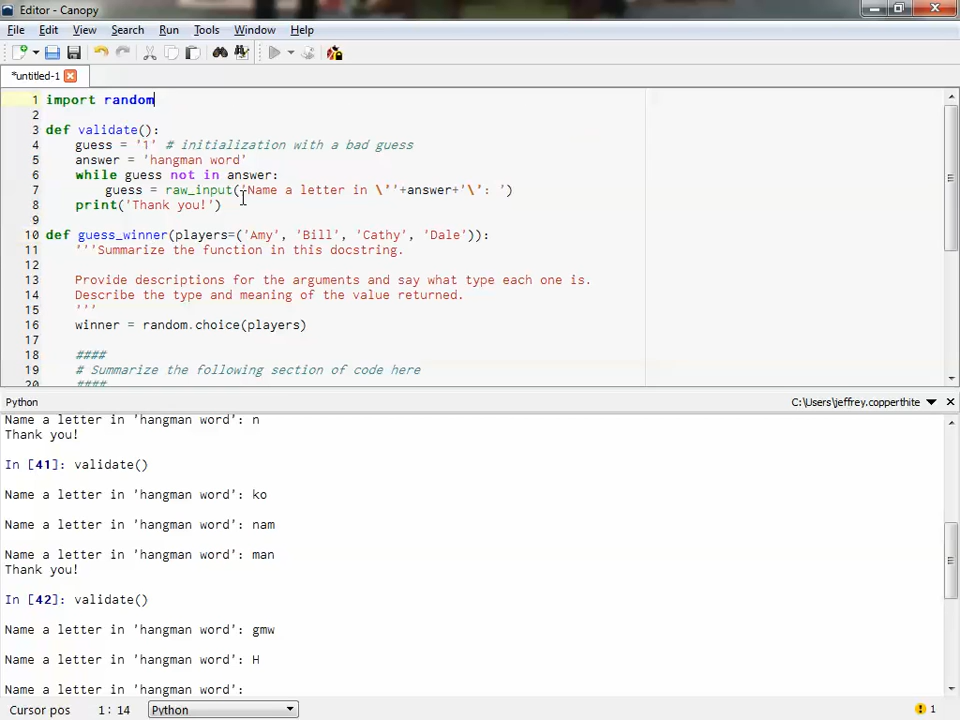 Editor - Canopy
File Edit View Search Run Tools Window Help
*untitled-1
1 import random
2
3 def validate():
4 guess = '1' # initialization with a bad guess
5 answer = 'hangman word'
6 while guess not in answer:
7 guess = raw_input('Name a letter in \''+answer+'\': ')
8 print('Thank you!')
9
10 def guess_winner(players=('Amy', 'Bill', 'Cathy', 'Dale')):
11 '''Summarize the function in this docstring.
12
13 Provide descriptions for the arguments and say what type each one is.
14 Describe the type and meaning of the value returned.
15 '''
16 winner = random.choice(players)
17
18 ####
19 # Summarize the following section of code here
20 ####
Python C:\Users\jeffrey.copperthite
Name a letter in 'hangman word': n
Thank you!
In [41]: validate()
Name a letter in 'hangman word': ko
Name a letter in 'hangman word': nam
Name a letter in 'hangman word': man
Thank you!
In [42]: validate()
Name a letter in 'hangman word': gmw
Name a letter in 'hangman word': H
Name a letter in 'hangman word':
Cursor pos 1 : 14 Python 1